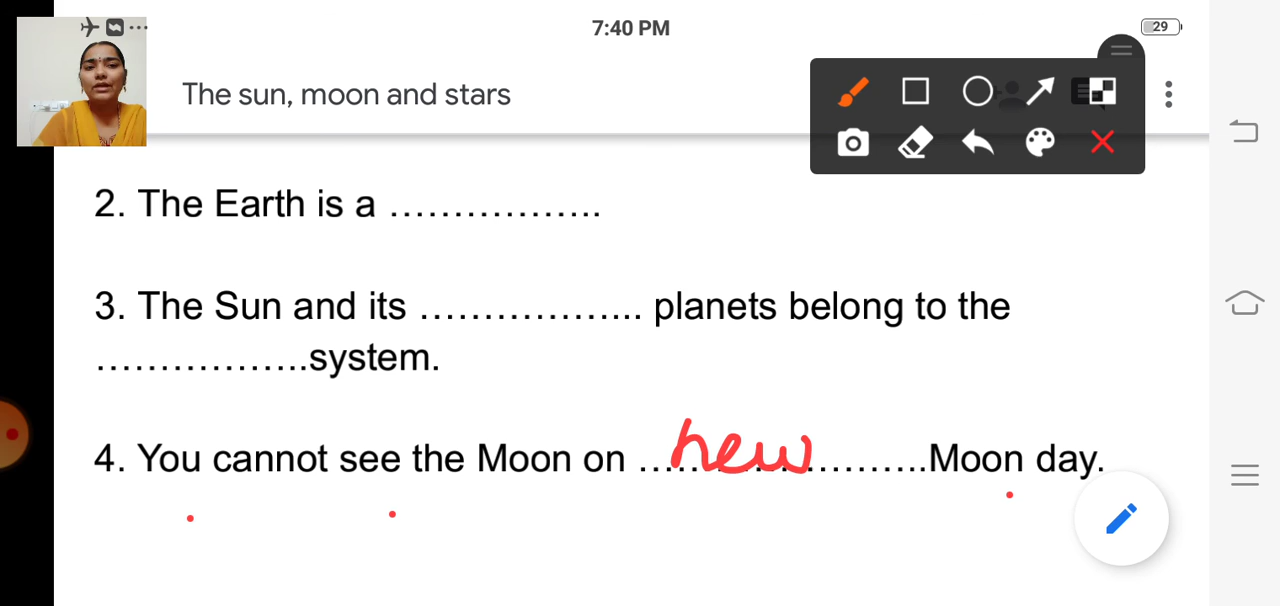 7:40 PM
29
The sun, moon and stars
2. The Earth is a .................
3. The Sun and its .................. planets belong to the
.................system.
4. You cannot see the Moon on ...new...........Moon day.